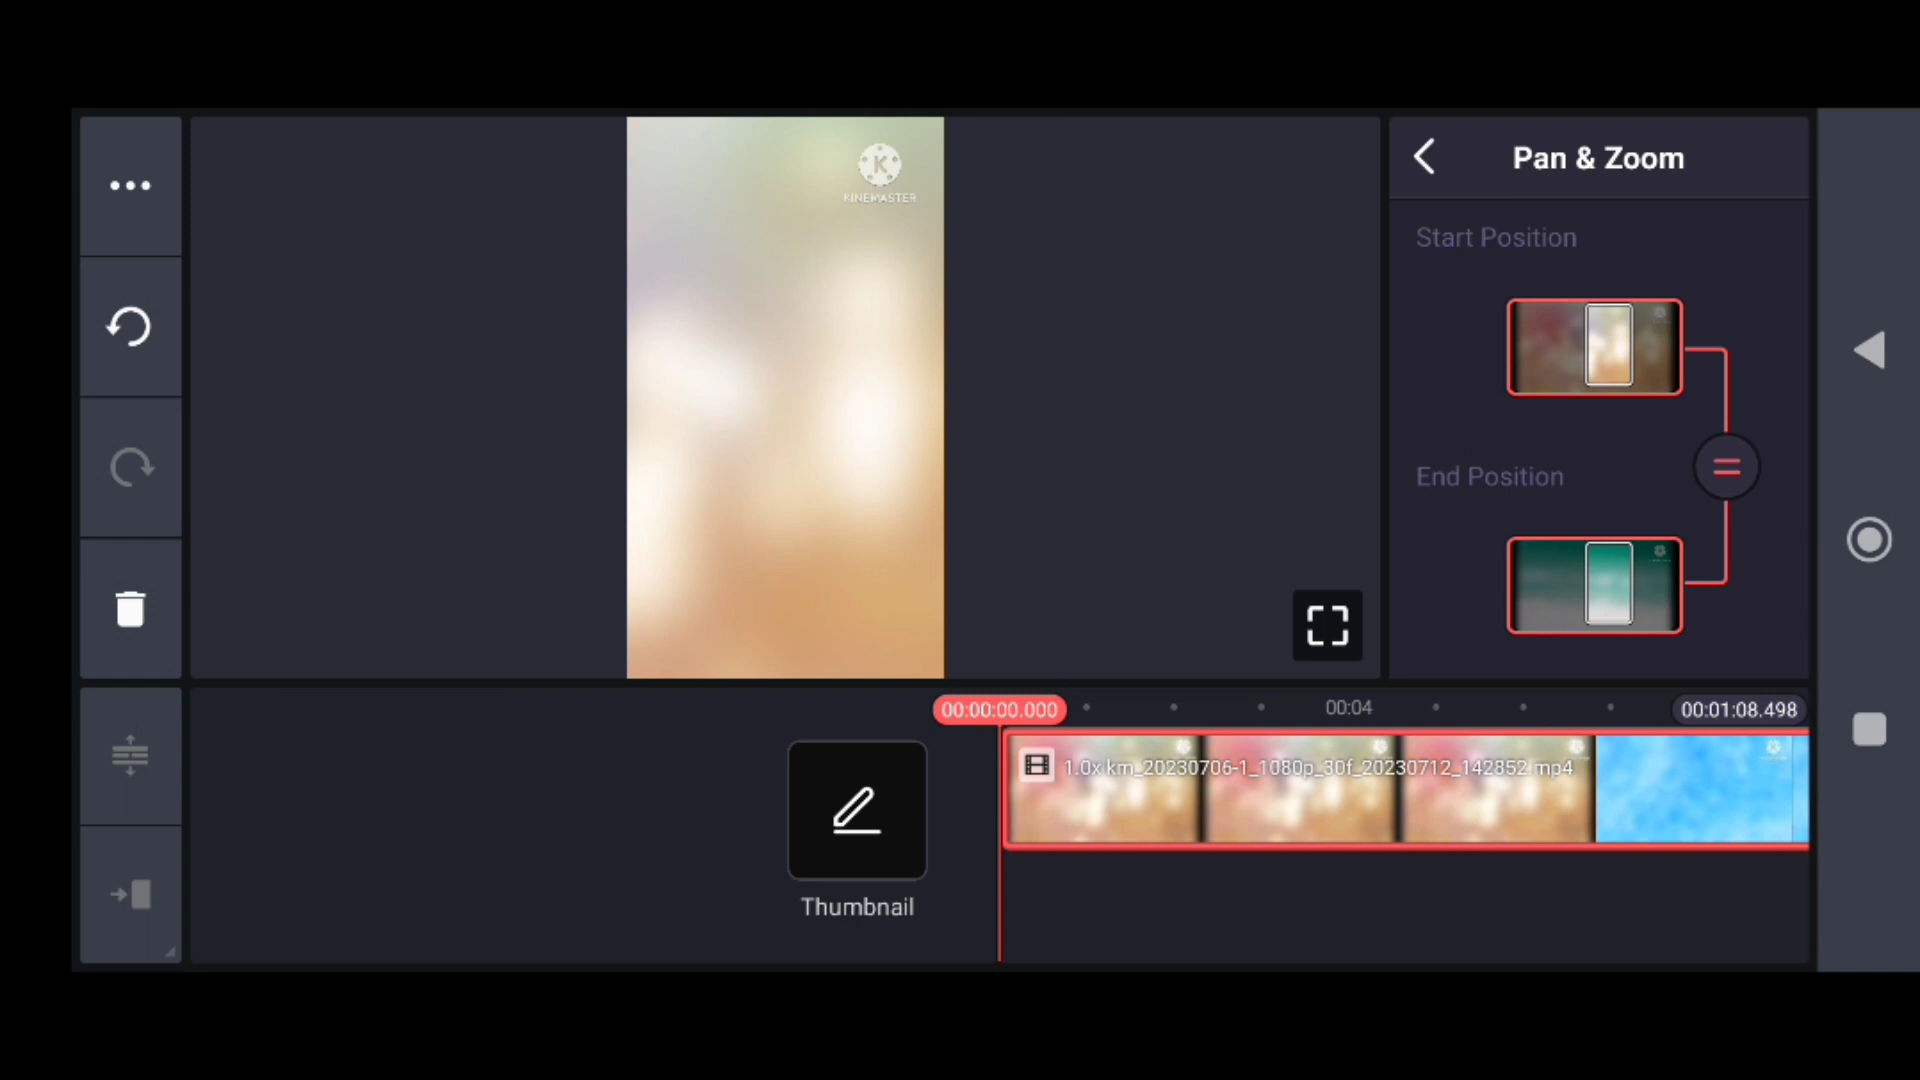 KINEMASTER
Pan & Zoom
Start Position
End Position
00:00:00.000
00:04
00:01:08.498
1.0x km_20230706-1_1080p_30f_20230712_142852.mp4
Thumbnail